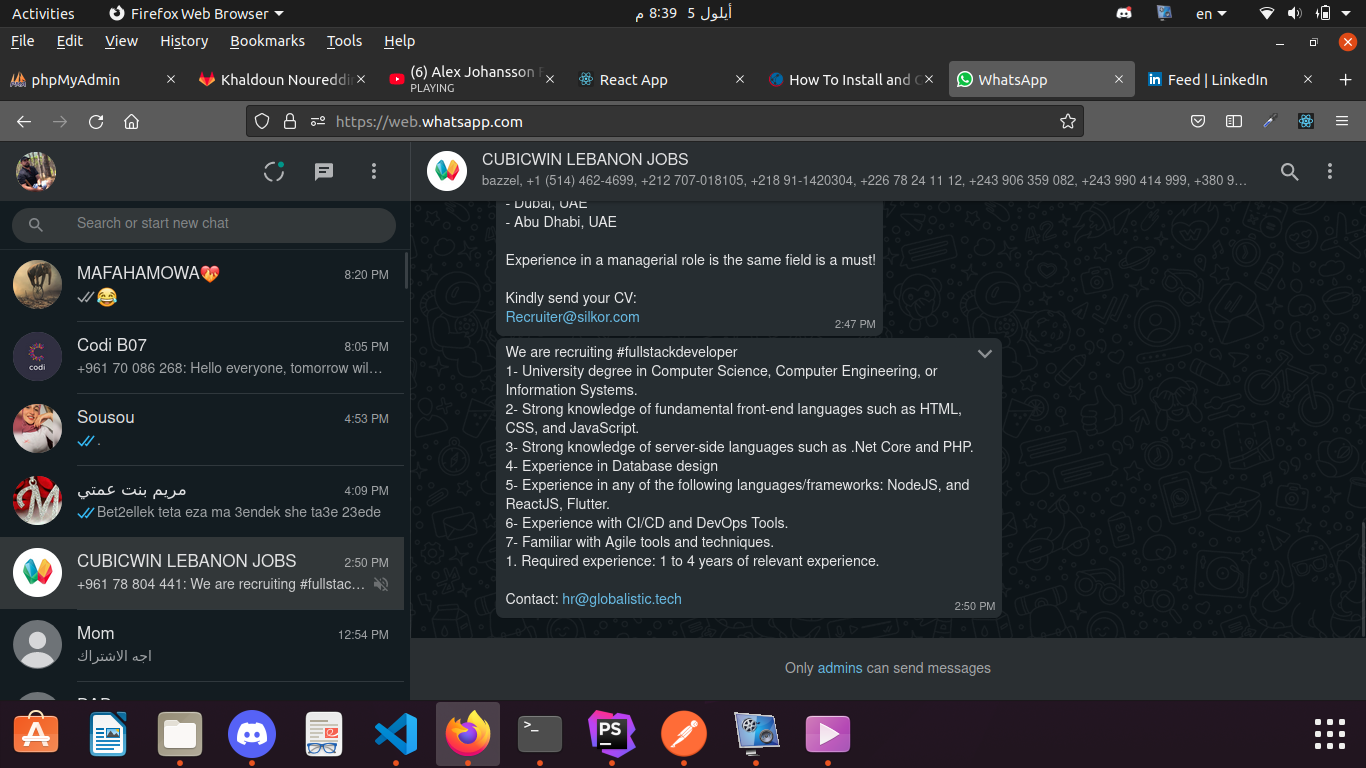 Activities
Firefox Web Browser
أيلول 5 8:39 م
en
File Edit View History Bookmarks Tools Help
phpMyAdmin
Khaldoun Noureddi
(6) Alex Johansson
PLAYING
React App
How To Install and
WhatsApp
Feed | LinkedIn
https://web.whatsapp.com
CUBICWIN LEBANON JOBS
bazzel, +1 (514) 462-4699, +212 707-018105, +218 91-1420304, +226 78 24 11 12, +243 906 359 082, +243 990 414 999, +380 9…
Search or start new chat
MAFAHAMOWA💝
8:20 PM
😂
Codi B07
8:05 PM
codi
+961 70 086 268: Hello everyone, tomorrow wil…
Sousou
4:53 PM
.
مريم بنت عمتي
4:09 PM
Bet2ellek teta eza ma 3endek she ta3e 23ede
CUBICWIN LEBANON JOBS
2:50 PM
+961 78 804 441: We are recruiting #fullstac…
Mom
12:54 PM
اجه الاشتراك
- Dubai, UAE
- Abu Dhabi, UAE
Experience in a managerial role is the same field is a must!
Kindly send your CV:
Recruiter@silkor.com
2:47 PM
We are recruiting #fullstackdeveloper
1- University degree in Computer Science, Computer Engineering, or
Information Systems.
2- Strong knowledge of fundamental front-end languages such as HTML,
CSS, and JavaScript.
3- Strong knowledge of server-side languages such as .Net Core and PHP.
4- Experience in Database design
5- Experience in any of the following languages/frameworks: NodeJS, and
ReactJS, Flutter.
6- Experience with CI/CD and DevOps Tools.
7- Familiar with Agile tools and techniques.
1. Required experience: 1 to 4 years of relevant experience.
Contact: hr@globalistic.tech
2:50 PM
Only admins can send messages
PS